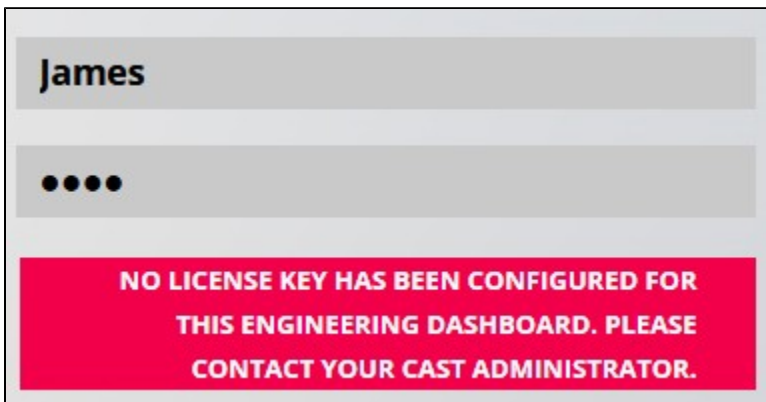 James
••••
NO LICENSE KEY HAS BEEN CONFIGURED FOR
THIS ENGINEERING DASHBOARD. PLEASE
CONTACT YOUR CAST ADMINISTRATOR.